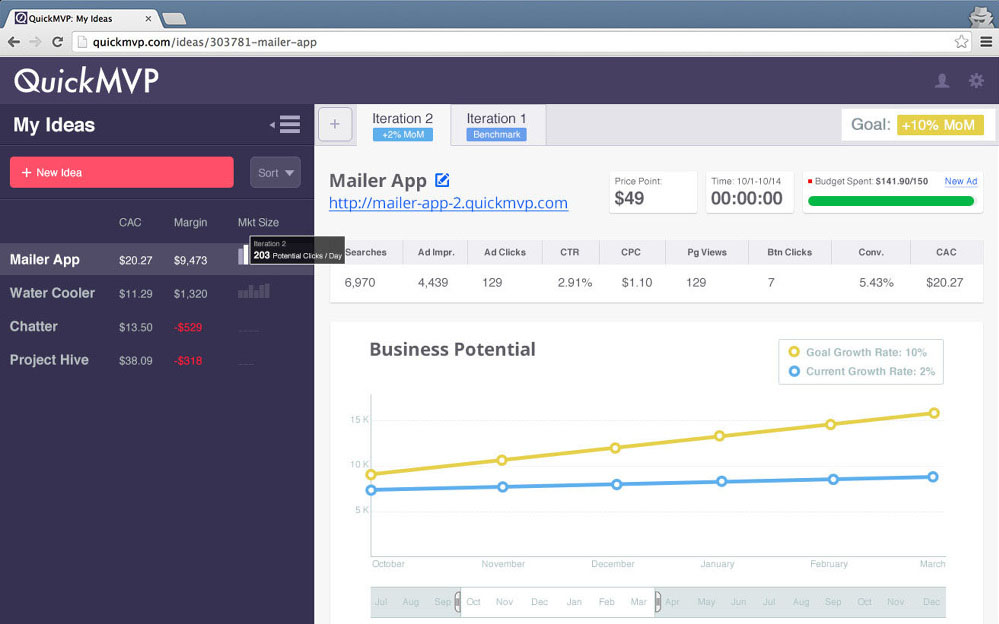 QuickMVP: My Ideas
quickmvp.com/ideas/303781-mailer-app
QuickMVP
My Ideas
+ New Idea
Sort
CAC Margin Mkt Size
Mailer App $20.27 $9,473
Iteration 2
203 Potential Clicks / Day
Water Cooler $11.29 $1,320
Chatter $13.50 -$529
Project Hive $38.09 -$318
+
Iteration 2
+2% MoM
Iteration 1
Benchmark
Goal: +10% MoM
Mailer App
http://mailer-app-2.quickmvp.com
Price Point:
$49
Time: 10/1-10/14
00:00:00
Budget Spent: $141.90/150 New Ad
Searches Ad Impr. Ad Clicks CTR CPC Pg Views Btn Clicks Conv. CAC
6,970 4,439 129 2.91% $1.10 129 7 5.43% $20.27
Business Potential
Goal Growth Rate: 10%
Current Growth Rate: 2%
15 K
10 K
5 K
October November December January February March
Jul Aug Sep Oct Nov Dec Jan Feb Mar Apr May Jun Jul Aug Sep Oct Nov Dec